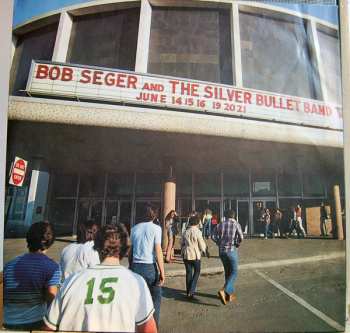 BOB SEGER AND THE SILVER BULLET BAND
JUNE 14 15 16 19 20 21
15